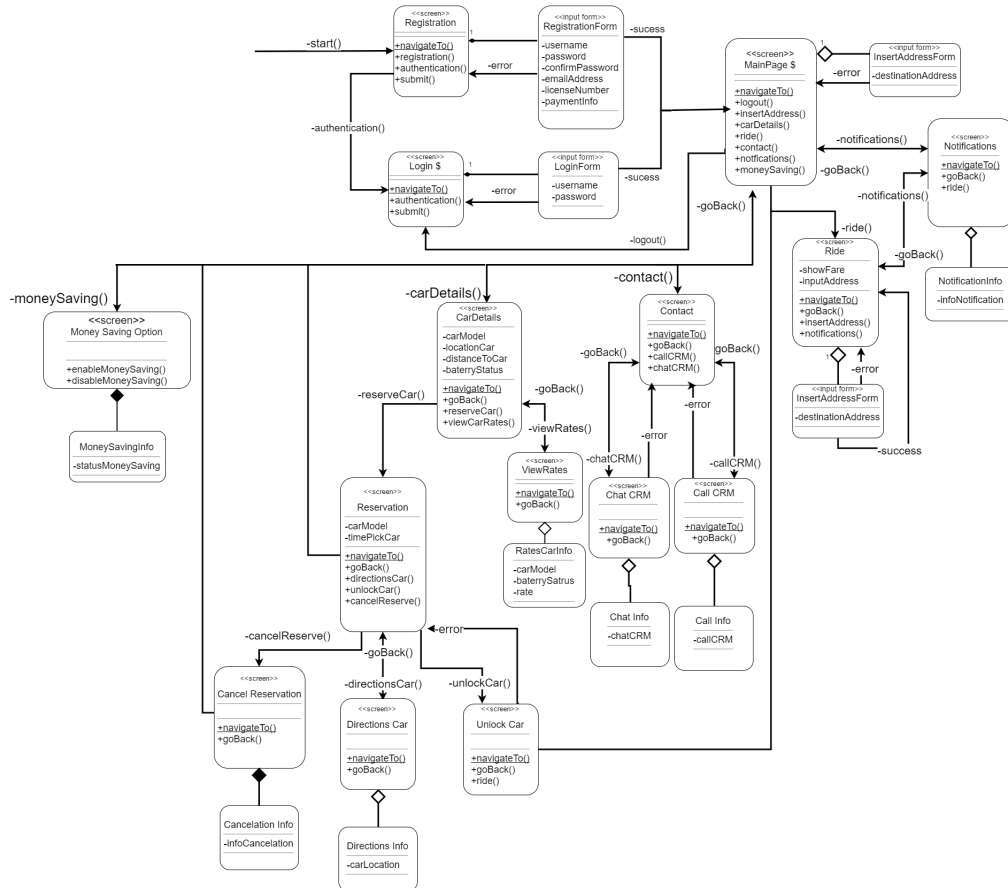 <<screen>>
Registration
+navigateTo()
+registration()
+authentication()
+submit()
1
<<input form>>
RegistrationForm
-username
-password
-confirmPassword
-emailAddress
-licenseNumber
-paymentInfo
-sucess
-start()
-error
<<screen>>
MainPage $
+navigateTo()
+logout()
+insertAddress()
+carDetails()
+ride()
+contact()
+notfications()
+moneySaving()
1
<<input form>>
InsertAddressForm
-destinationAddress
-error
-authentication()
<<screen>>
Login $
+navigateTo()
+authentication()
+submit()
1
<<input form>>
LoginForm
-username
-password
-error
-sucess
-notifications()
-goBack()
<<screen>>
Notifications
+navigateTo()
+goBack()
+ride()
-notifications()
-goBack()
-goBack()
-logout()
-ride()
<<screen>>
Ride
-showFare
-inputAddress
+navigateTo()
+goBack()
+insertAddress()
+notifications()
NotificationInfo
-infoNotification
1
-error
<<input form>>
InsertAddressForm
-destinationAddress
-success
-moneySaving()
<<screen>>
Money Saving Option
+enableMoneySaving()
+disableMoneySaving()
MoneySavingInfo
-statusMoneySaving
-carDetails()
<<screen>>
CarDetails
-carModel
-locationCar
-distanceToCar
-baterryStatus
+navigateTo()
+goBack()
+reserveCar()
+viewCarRates()
-contact()
<<screen>>
Contact
+navigateTo()
+goBack()
+callCRM()
+chatCRM()
-goBack()
goBack()
-reserveCar()
-goBack()
-viewRates()
-error
-error
-chatCRM()
-callCRM()
<<screen>>
ViewRates
+navigateTo()
+goBack()
RatesCarInfo
-carModel
-baterrySatrus
-rate
<<screen>>
Chat CRM
+navigateTo()
+goBack()
<<screen>>
Call CRM
+navigateTo()
+goBack()
Chat Info
-chatCRM
Call Info
-callCRM
<<screen>>
Reservation
-carModel
-timePickCar
+navigateTo()
+goBack()
+directionsCar()
+unlockCar()
+cancelReserve()
-cancelReserve()
-goBack()
-directionsCar()
-error
-unlockCar()
<<screen>>
Cancel Reservation
+navigateTo()
+goBack()
Cancelation Info
-infoCancelation
<<screen>>
Directions Car
+navigateTo()
+goBack()
Directions Info
-carLocation
<<screen>>
Unlock Car
+navigateTo()
+goBack()
+ride()